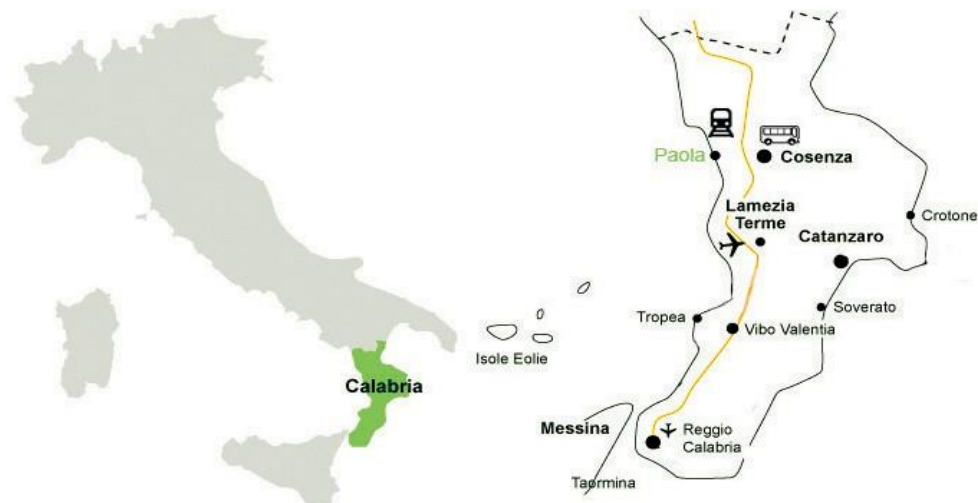 Calabria
Paola
Cosenza
Lamezia
Terme
Crotone
Catanzaro
Tropea
Soverato
Vibo Valentia
Isole Eolie
Messina
Reggio
Calabria
Taormina